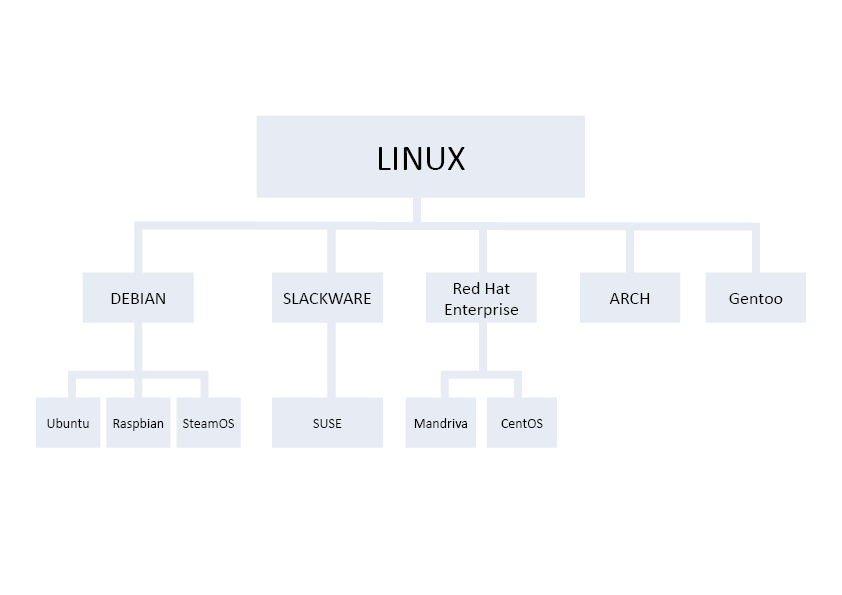 LINUX
DEBIAN
SLACKWARE
Red Hat
Enterprise
ARCH
Gentoo
Ubuntu
Raspbian
SteamOS
SUSE
Mandriva
CentOS